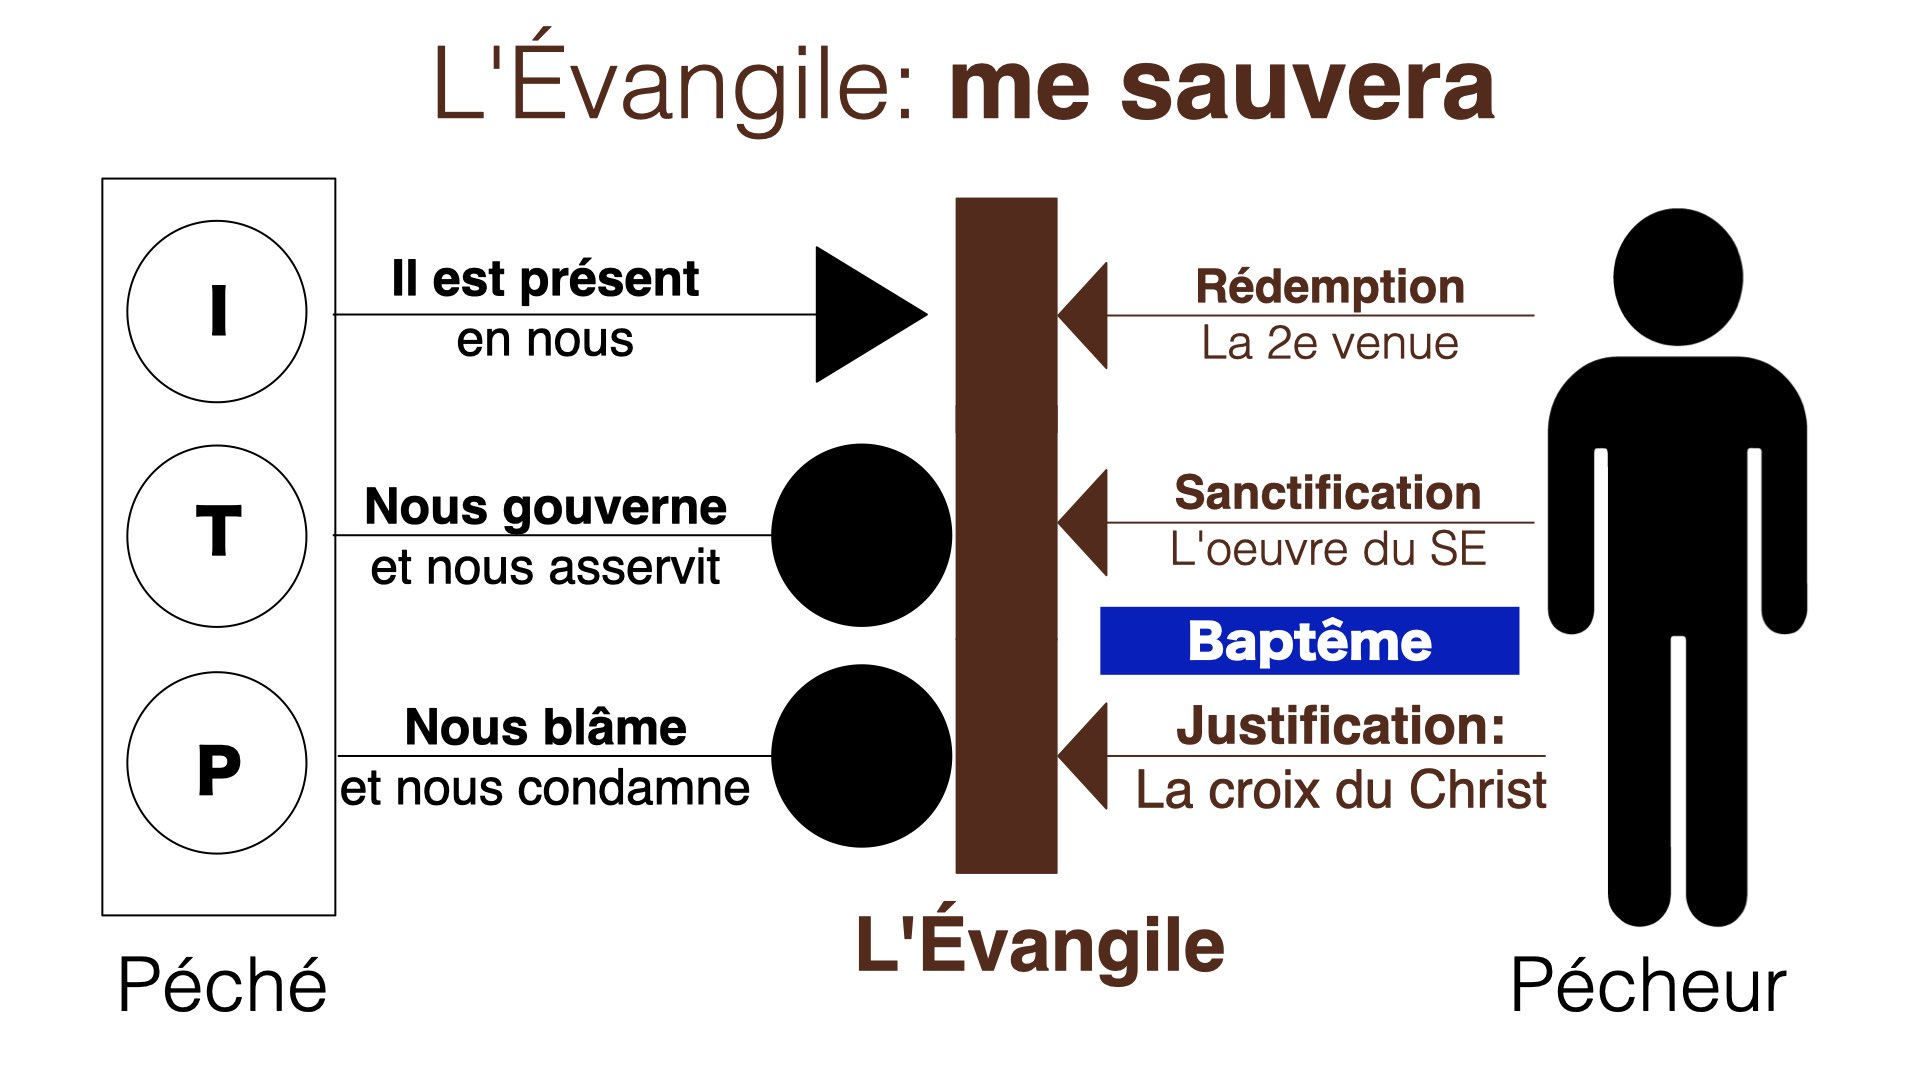 L'Évangile: me sauvera
I
Il est présent
en nous
Rédemption
La 2e venue
T
Nous gouverne
et nous asservit
Sanctification
L'oeuvre du SE
Baptême
P
Nous blâme
et nous condamne
Justification:
La croix du Christ
L'Évangile
Péché
Pécheur